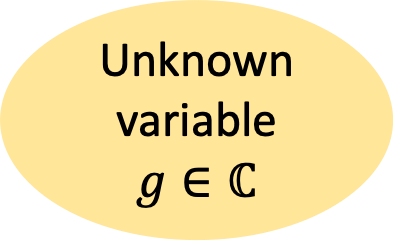 Unknown
variable
𝑔 ∈ ℂ